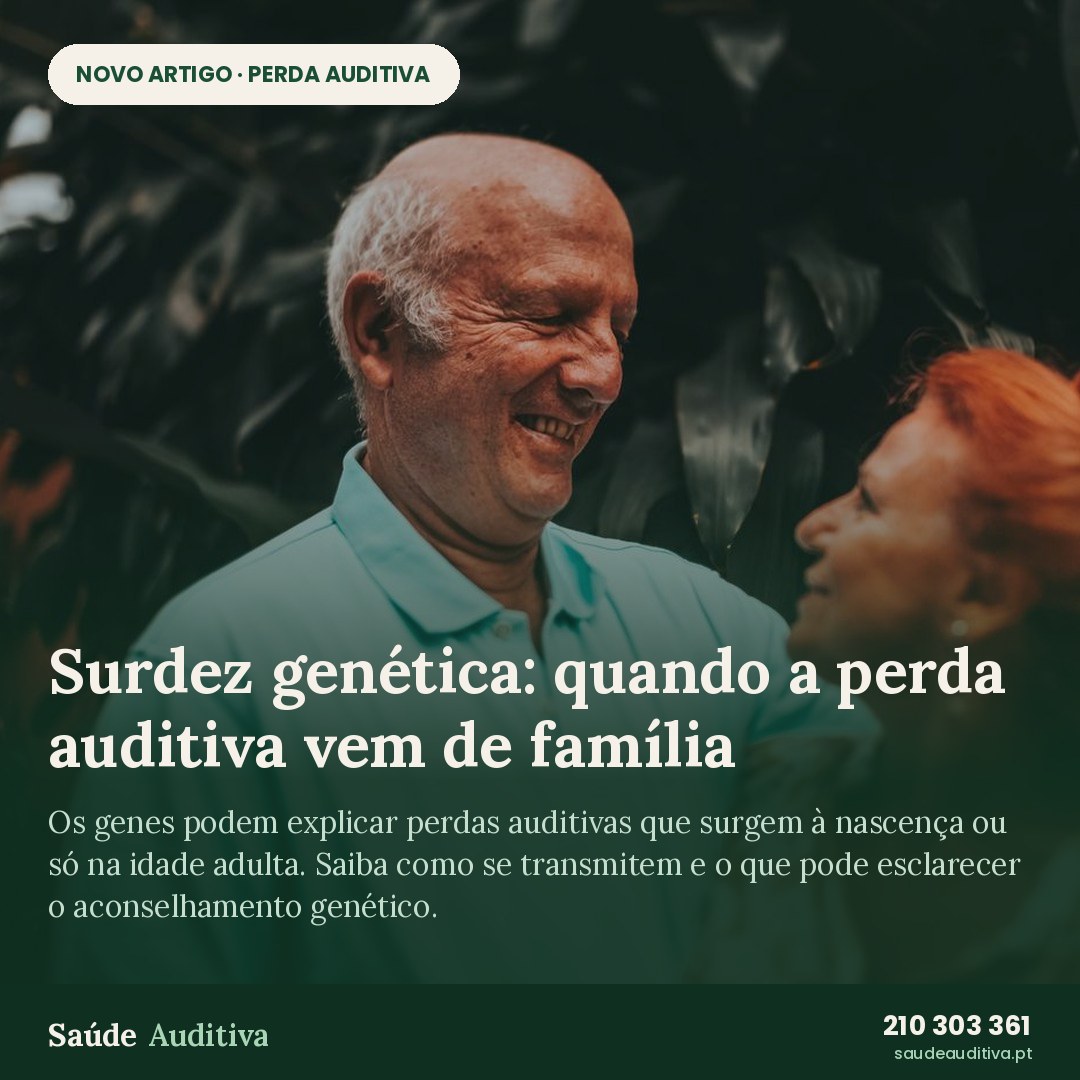 NOVO ARTIGO · PERDA AUDITIVA
Surdez genética: quando a perda
auditiva vem de família
Os genes podem explicar perdas auditivas que surgem à nascença ou
só na idade adulta. Saiba como se transmitem e o que pode esclarecer
o aconselhamento genético.
Saúde Auditiva
210 303 361
saudeauditiva.pt